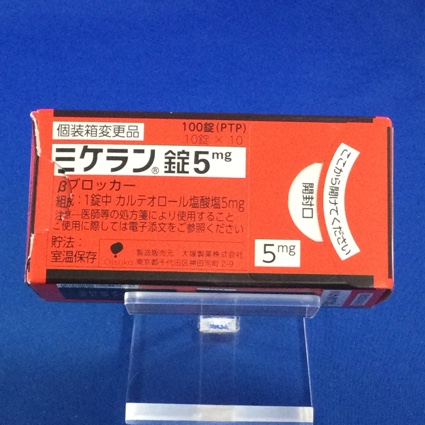 個装箱変更品
100錠(PTP)
10錠 × 10
ミケラン® 錠5mg
βブロッカー
組成:1錠中 カルテオロール塩酸塩5mg
注意-医師等の処方箋により使用すること
ご使用に際しては電子添文をご参照ください
貯法:
室温保存
Otsuka
製造販売元 大塚製薬株式会社
東京都千代田区神田司町2-9
5mg
ここから開けてください
開封口